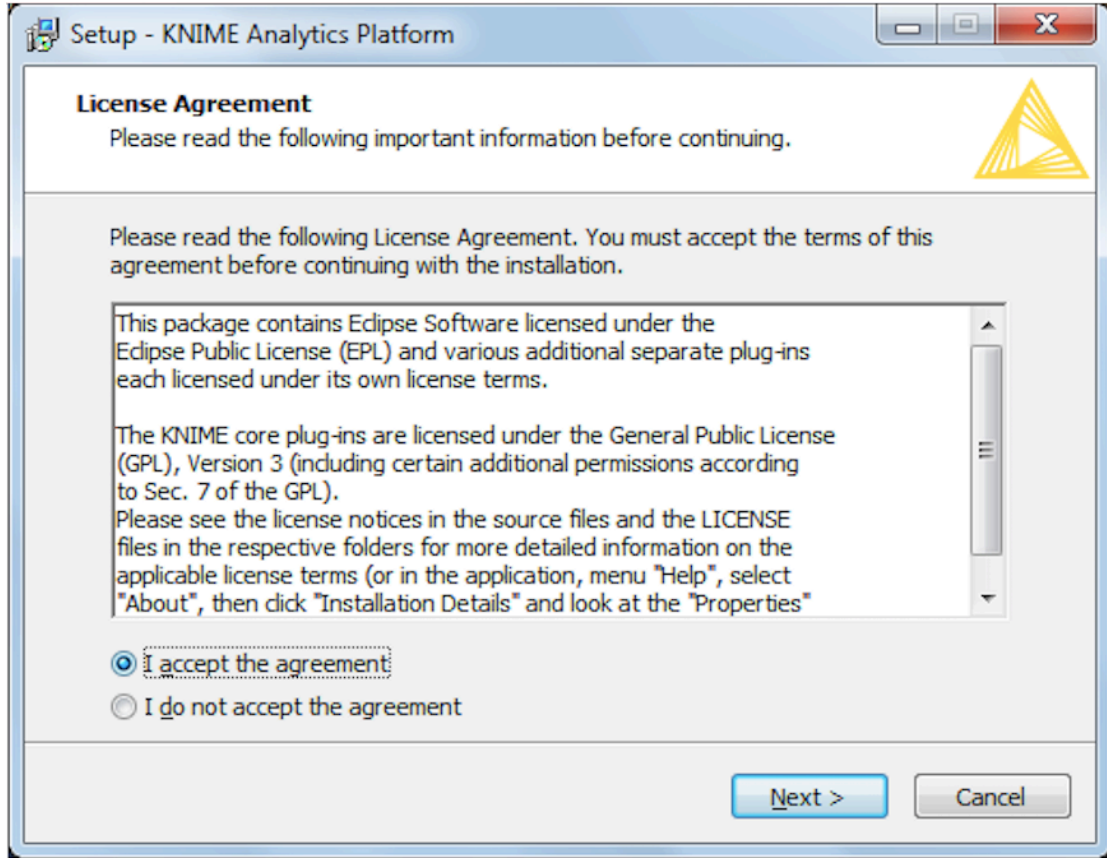 Setup - KNIME Analytics Platform
License Agreement
Please read the following important information before continuing.
Please read the following License Agreement. You must accept the terms of this
agreement before continuing with the installation.
This package contains Eclipse Software licensed under the
Eclipse Public License (EPL) and various additional separate plug-ins
each licensed under its own license terms.
The KNIME core plug-ins are licensed under the General Public License
(GPL), Version 3 (including certain additional permissions according
to Sec. 7 of the GPL).
Please see the license notices in the source files and the LICENSE
files in the respective folders for more detailed information on the
applicable license terms (or in the application, menu "Help", select
"About", then click "Installation Details" and look at the "Properties"
I accept the agreement
I do not accept the agreement
Next >
Cancel